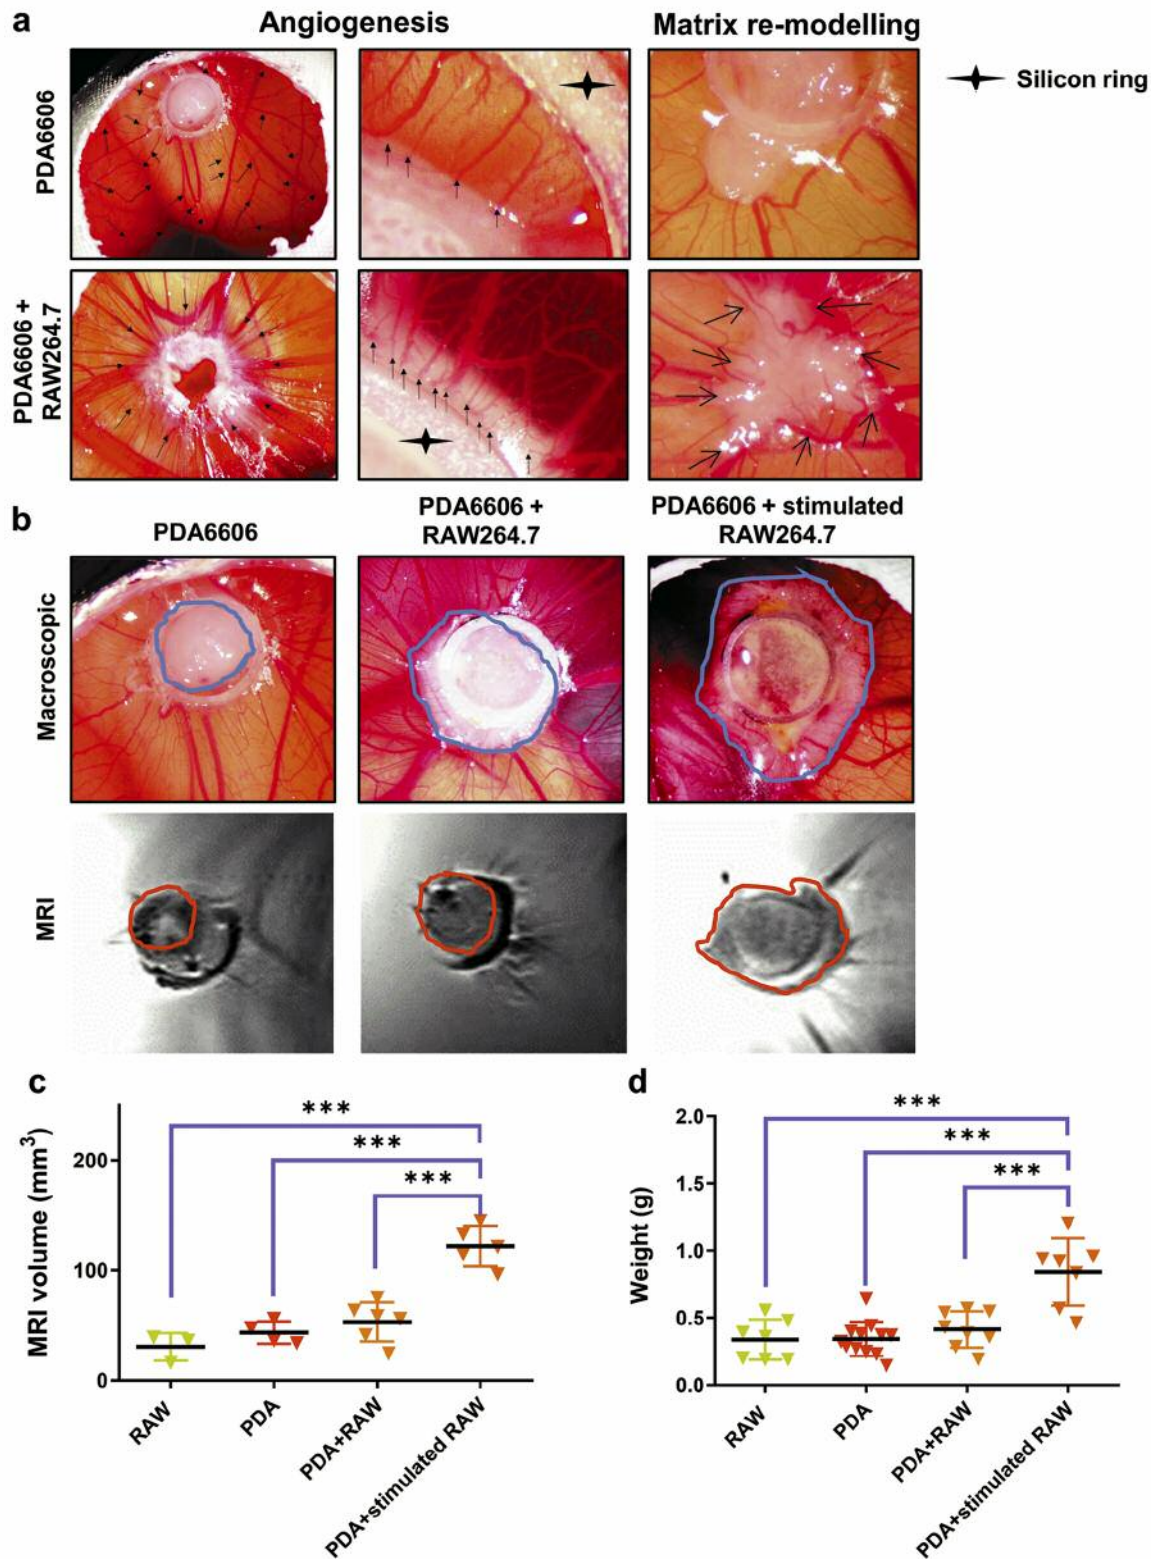 a
Angiogenesis
Matrix re-modelling
Silicon ring
PDA6606
PDA6606 +
RAW264.7
b
PDA6606
PDA6606 +
RAW264.7
PDA6606 + stimulated
RAW264.7
Macroscopic
MRI
c
MRI volume (mm³)
200
100
0
***
***
***
RAW
PDA
PDA+RAW
PDA+stimulated RAW
d
Weight (g)
2.0
1.5
1.0
0.5
0.0
***
***
***
RAW
PDA
PDA+RAW
PDA+stimulated RAW